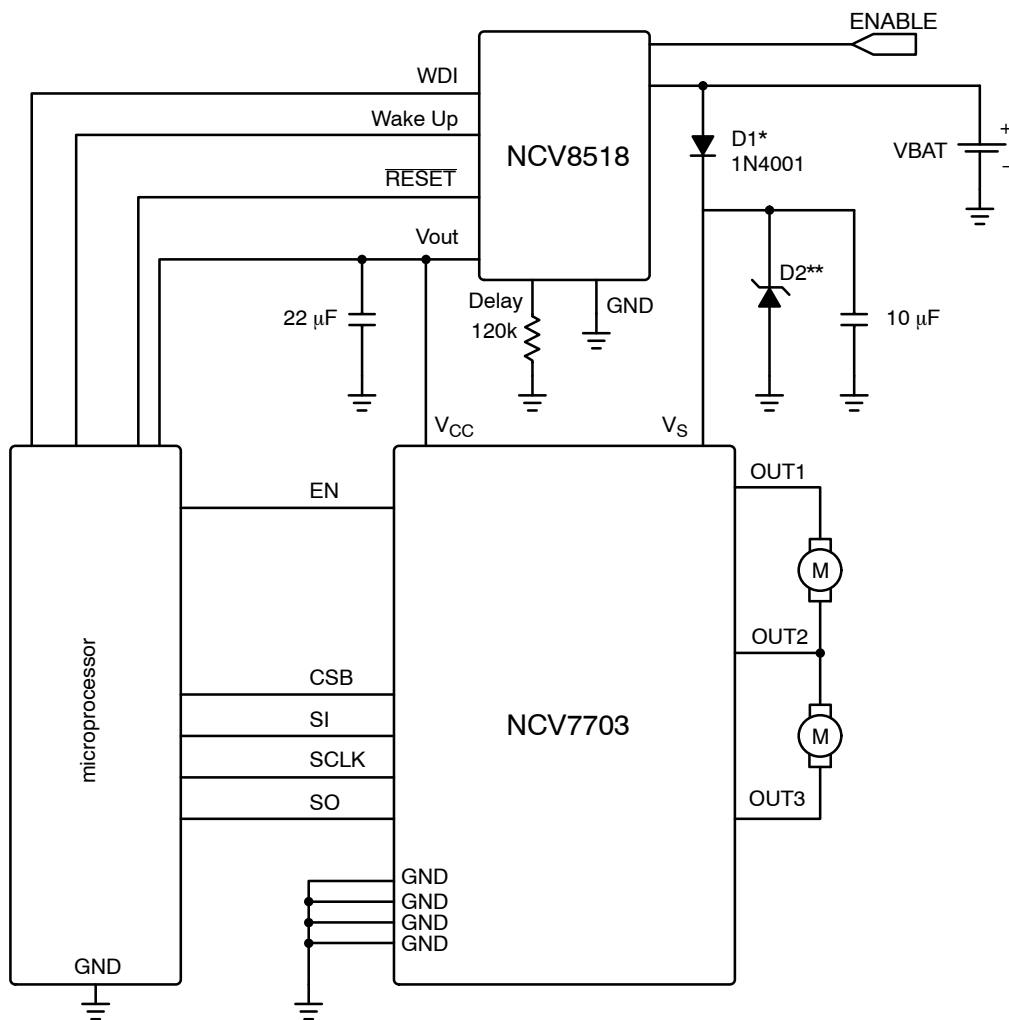 ENABLE
WDI
Wake Up
RESET
Vout
NCV8518
D1*
1N4001
VBAT
+
−
D2**
22 μF
Delay
120k
GND
10 μF
VCC
VS
microprocessor
EN
CSB
SI
SCLK
SO
NCV7703
OUT1
M
OUT2
M
OUT3
GND
GND
GND
GND
GND